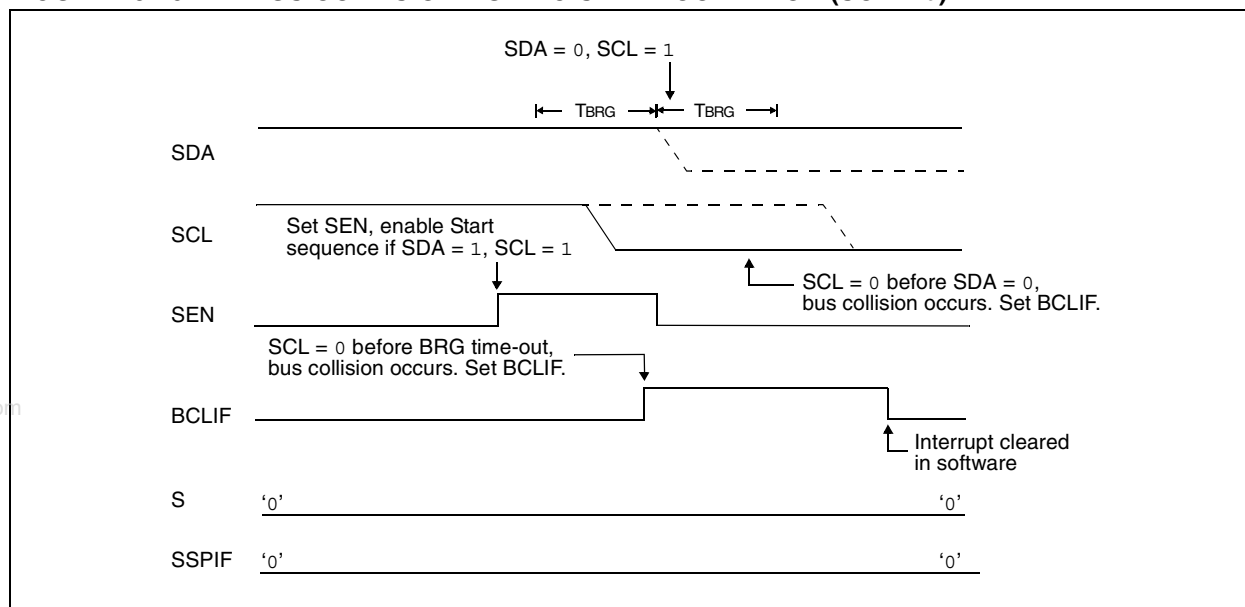 SDA = 0, SCL = 1
TBRG TBRG
SDA
SCL
Set SEN, enable Start
sequence if SDA = 1, SCL = 1
SCL = 0 before SDA = 0,
bus collision occurs. Set BCLIF.
SEN
SCL = 0 before BRG time-out,
bus collision occurs. Set BCLIF.
BCLIF
Interrupt cleared
in software
S ‘0’ ‘0’
SSPIF ‘0’ ‘0’